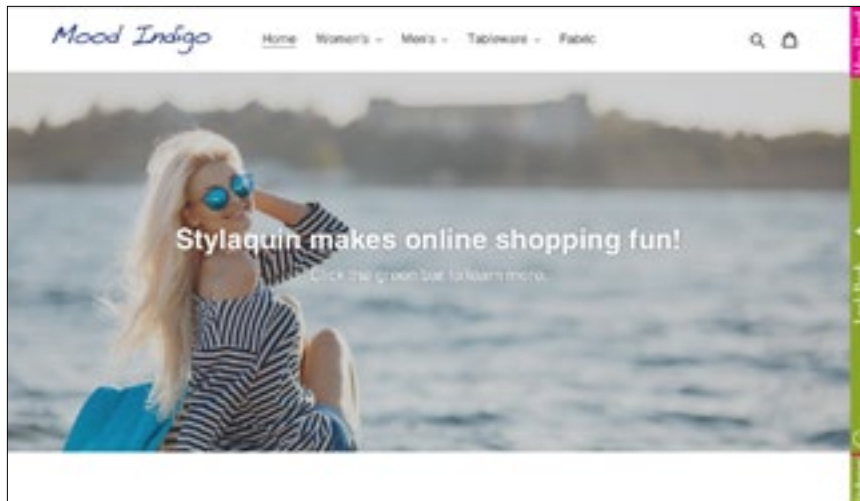 Mood Indigo
Home Women's Men's Tableware Fabric
Stylaquin makes online shopping fun!
Click the green bar to learn more.